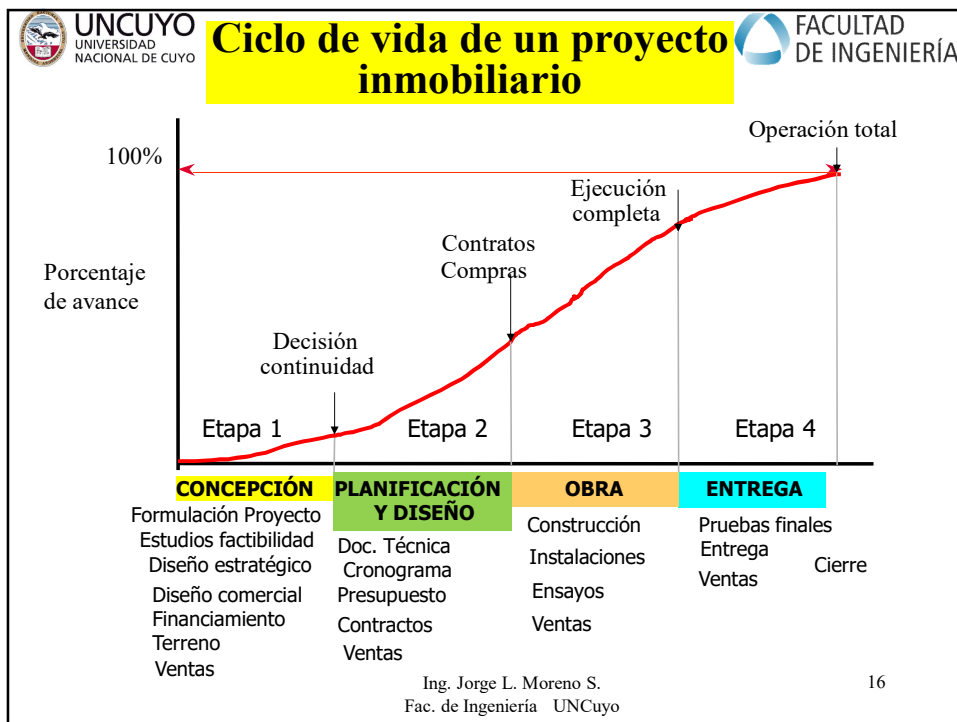 UNCUYO
UNIVERSIDAD
NACIONAL DE CUYO
Ciclo de vida de un proyecto
inmobiliario
FACULTAD
DE INGENIERÍA
Operación total
100%
Ejecución
completa
Contratos
Compras
Porcentaje
de avance
Decisión
continuidad
Etapa 1
Etapa 2
Etapa 3
Etapa 4
CONCEPCIÓN
Formulación Proyecto
Estudios factibilidad
Diseño estratégico
Diseño comercial
Financiamiento
Terreno
Ventas
PLANIFICACIÓN
Y DISEÑO
Doc. Técnica
Cronograma
Presupuesto
Contractos
Ventas
OBRA
Construcción
Instalaciones
Ensayos
Ventas
ENTREGA
Pruebas finales
Entrega
Ventas
Cierre
Ing. Jorge L. Moreno S.
Fac. de Ingeniería UNCuyo
16